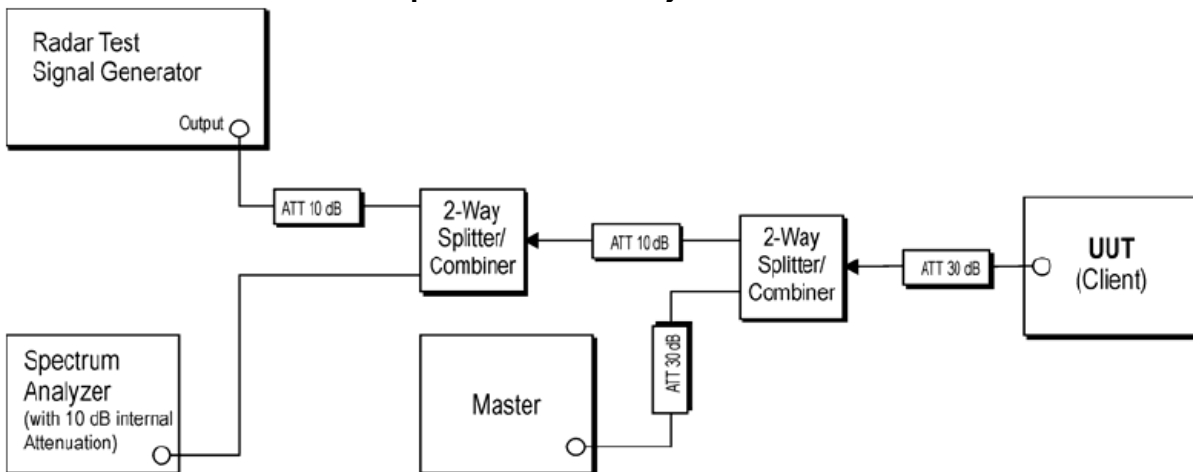 Radar Test
Signal Generator
Output
ATT 10 dB
2-Way
Splitter/
Combiner
ATT 10 dB
2-Way
Splitter/
Combiner
ATT 30 dB
UUT
(Client)
Spectrum
Analyzer
(with 10 dB internal
Attenuation)
Master
ATT 30 dB